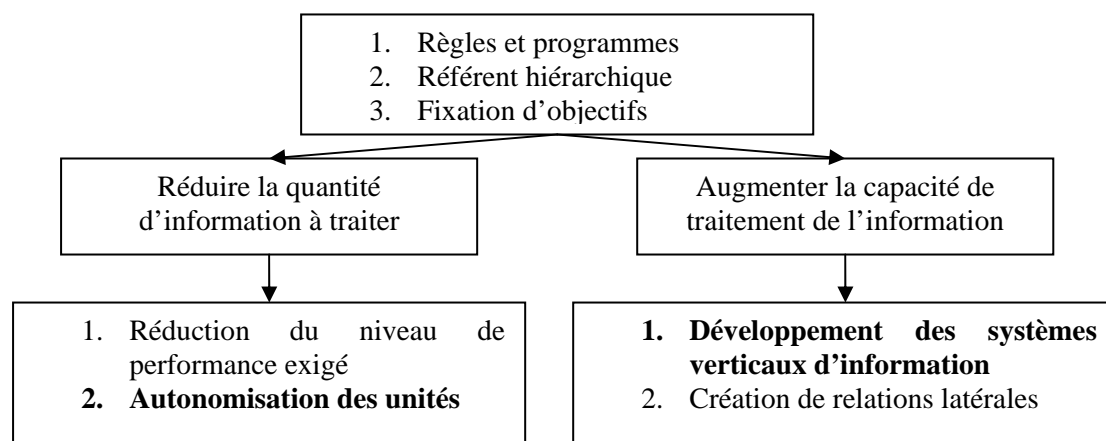 1. Règles et programmes
2. Référent hiérarchique
3. Fixation d’objectifs
Réduire la quantité
d’information à traiter
Augmenter la capacité de
traitement de l’information
1. Réduction du niveau de
performance exigé
2. Autonomisation des unités
1. Développement des systèmes
verticaux d’information
2. Création de relations latérales